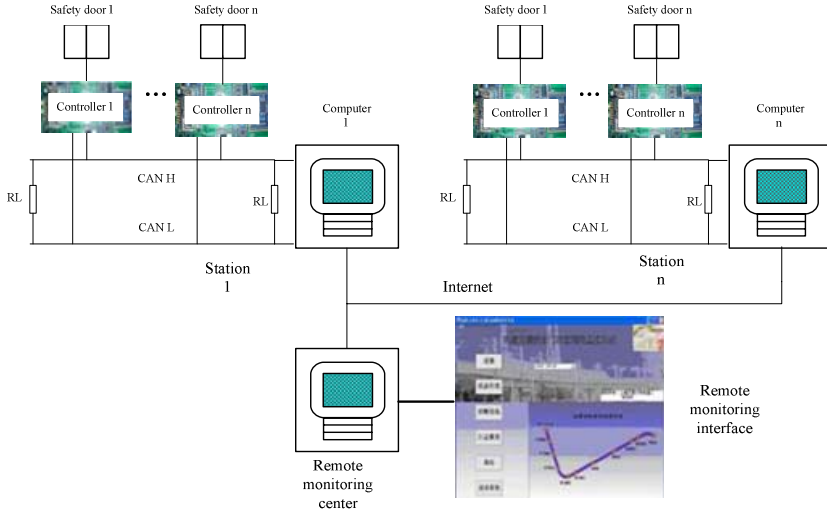 Safety door 1
Safety door n
Safety door 1
Safety door n
Controller 1
...
Controller n
Computer
1
Controller 1
...
Controller n
Computer
n
RL
CAN H
RL
CAN L
RL
CAN H
RL
CAN L
Station
1
Station
n
Internet
Remote
monitoring
interface
Remote
monitoring
center